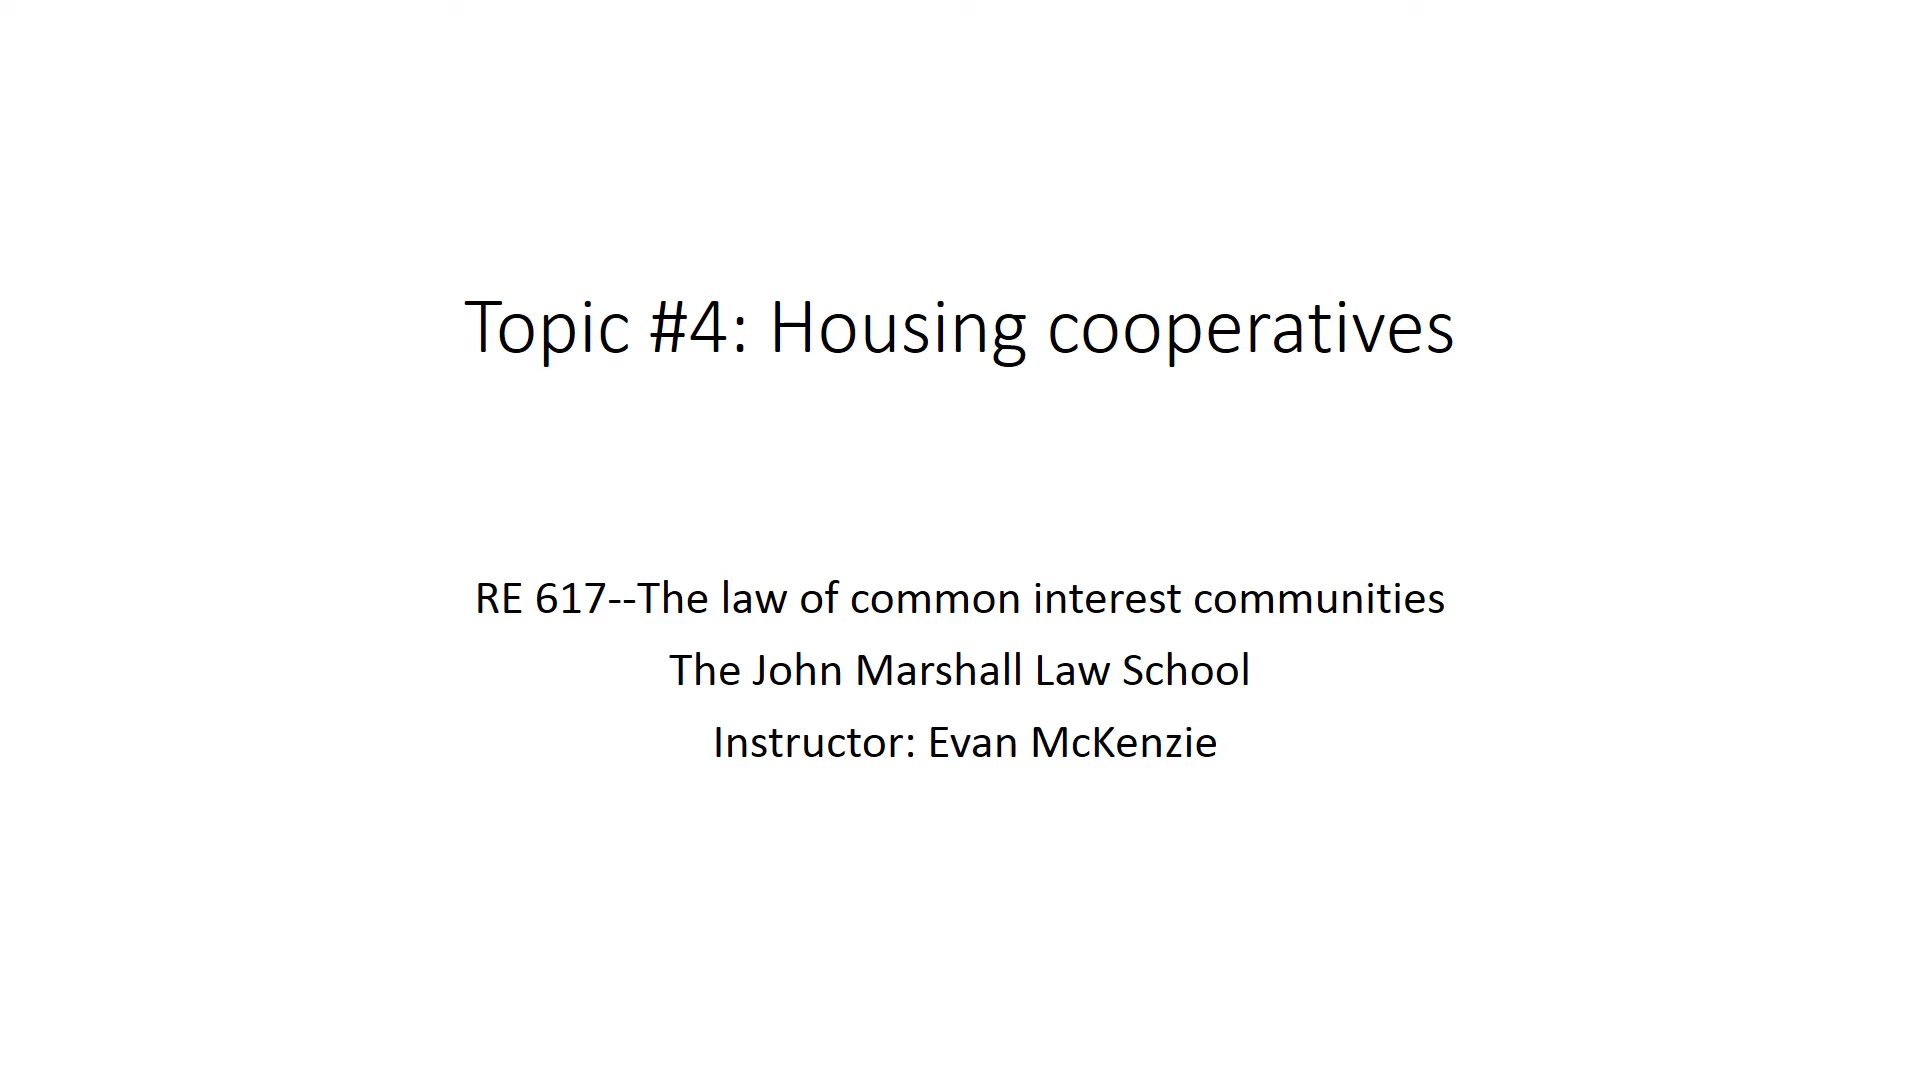 Topic #4: Housing cooperatives
RE 617--The law of common interest communities
The John Marshall Law School
Instructor: Evan McKenzie